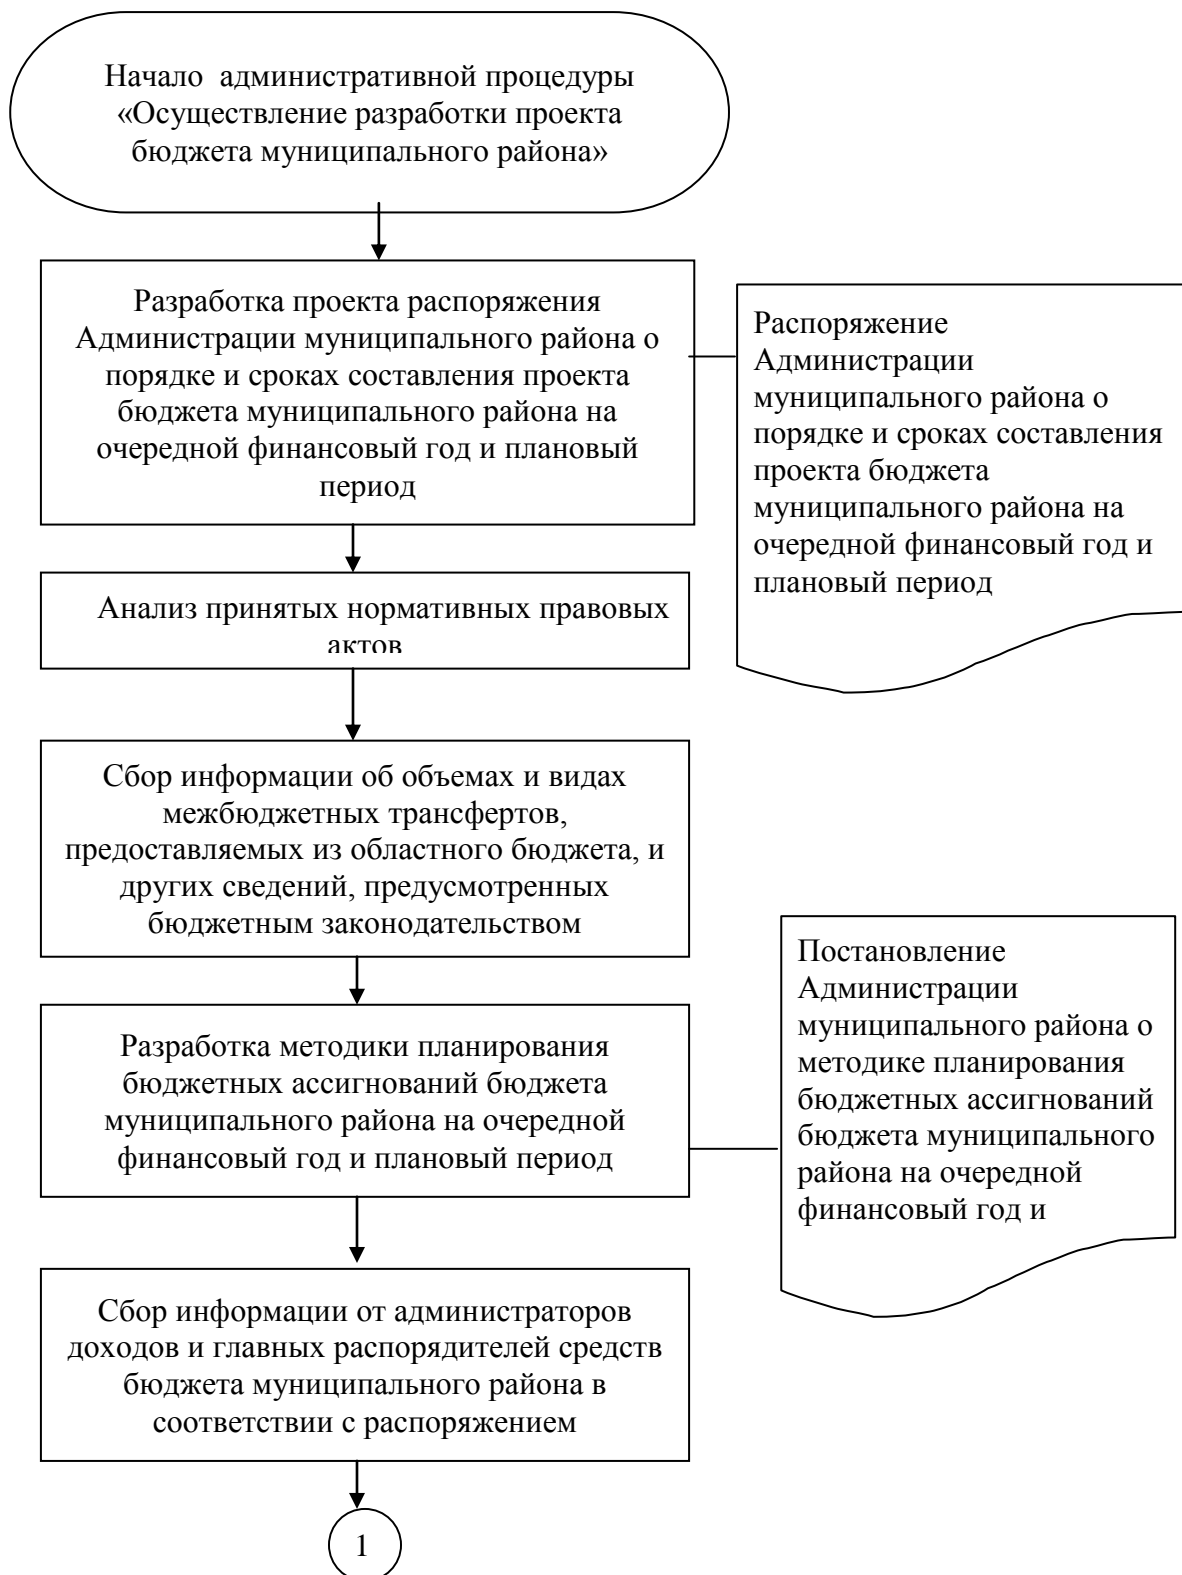 Начало административной процедуры
«Осуществление разработки проекта
бюджета муниципального района»
Разработка проекта распоряжения
Администрации муниципального района о
порядке и сроках составления проекта
бюджета муниципального района на
очередной финансовый год и плановый
период
Распоряжение
Администрации
муниципального района о
порядке и сроках составления
проекта бюджета
муниципального района на
очередной финансовый год и
плановый период
Анализ принятых нормативных правовых
актов
Сбор информации об объемах и видах
межбюджетных трансфертов,
предоставляемых из областного бюджета, и
других сведений, предусмотренных
бюджетным законодательством
Разработка методики планирования
бюджетных ассигнований бюджета
муниципального района на очередной
финансовый год и плановый период
Постановление
Администрации
муниципального района о
методике планирования
бюджетных ассигнований
бюджета муниципального
района на очередной
финансовый год и
Сбор информации от администраторов
доходов и главных распорядителей средств
бюджета муниципального района в
соответствии с распоряжением
1